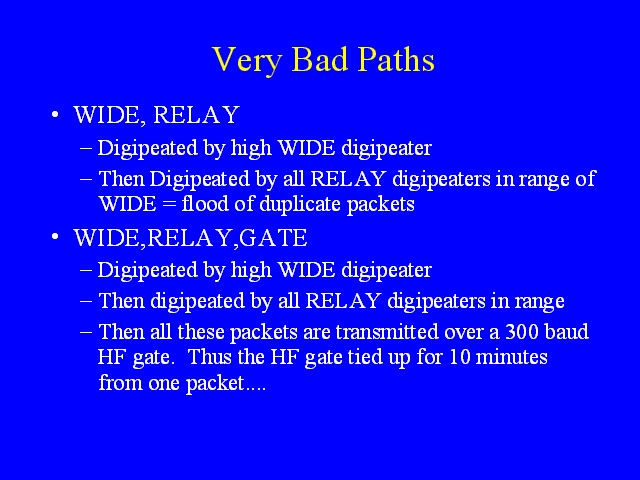 Very Bad Paths
• WIDE, RELAY
– Digipeated by high WIDE digipeater
– Then Digipeated by all RELAY digipeaters in range of
WIDE = flood of duplicate packets
• WIDE,RELAY,GATE
– Digipeated by high WIDE digipeater
– Then digipeated by all RELAY digipeaters in range
– Then all these packets are transmitted over a 300 baud
HF gate.  Thus the HF gate tied up for 10 minutes
from one packet....